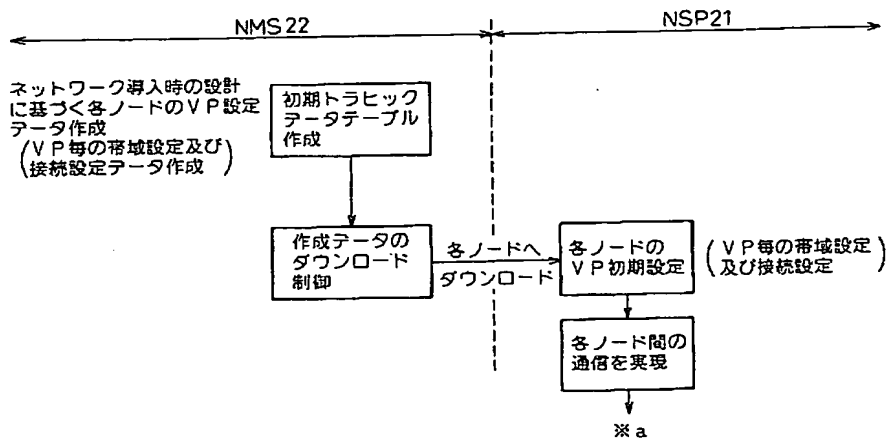 NMS22
NSP21
ネットワーク導入時の設計
に基づく各ノードのVP設定
データ作成
(VP毎の帯域設定及び
接続設定データ作成)
初期トラヒック
データテーブル
作成
作成データの
ダウンロード
制御
各ノードへ
ダウンロード
各ノードの
VP初期設定
(VP毎の帯域設定
及び接続設定)
各ノード間の
通信を実現
※a